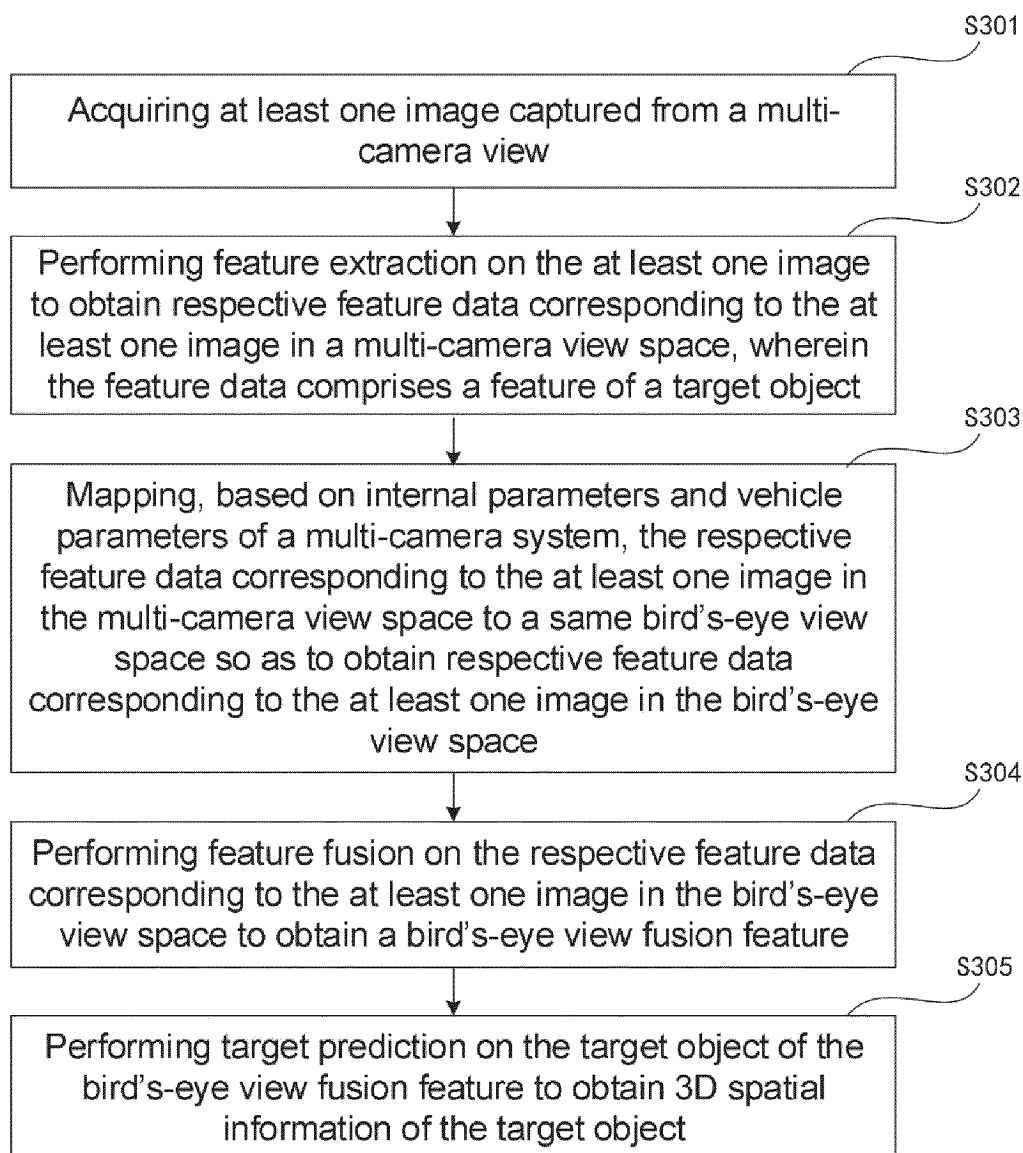 S301
Acquiring at least one image captured from a multi-
camera view
S302
Performing feature extraction on the at least one image
to obtain respective feature data corresponding to the at
least one image in a multi-camera view space, wherein
the feature data comprises a feature of a target object
S303
Mapping, based on internal parameters and vehicle
parameters of a multi-camera system, the respective
feature data corresponding to the at least one image in
the multi-camera view space to a same bird’s-eye view
space so as to obtain respective feature data
corresponding to the at least one image in the bird’s-eye
view space
S304
Performing feature fusion on the respective feature data
corresponding to the at least one image in the bird’s-eye
view space to obtain a bird’s-eye view fusion feature
S305
Performing target prediction on the target object of the
bird’s-eye view fusion feature to obtain 3D spatial
information of the target object